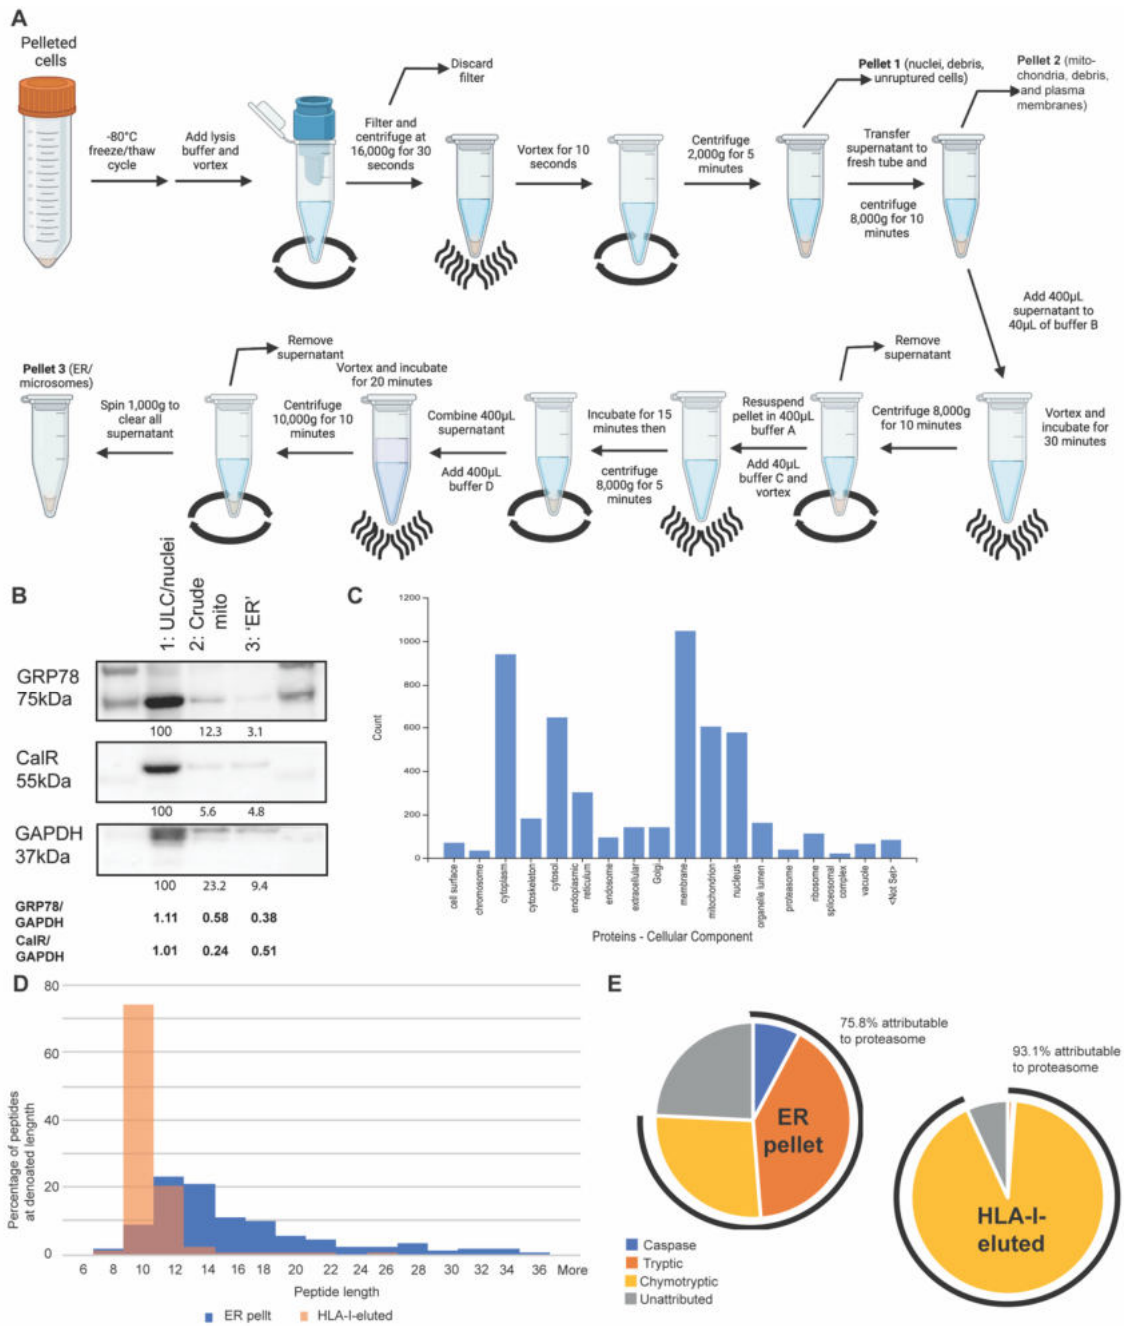 A
Pelleted
cells
-80°C
freeze/thaw
cycle
Add lysis
buffer and
vortex
Discard
filter
Filter and
centrifuge at
16,000g for 30
seconds
Vortex for 10
seconds
Centrifuge
2,000g for 5
minutes
Pellet 1 (nuclei, debris,
unruptured cells)
Transfer
supernatant to
fresh tube and
centrifuge
8,000g for 10
minutes
Pellet 2 (mito-
chondria, debris,
and plasma
membranes)
Add 400µL
supernatant to
40µL of buffer B
Vortex and
incubate for
30 minutes
Centrifuge 8,000g
for 10 minutes
Remove
supernatant
Resuspend
pellet in 400µL
buffer A
Add 40µL
buffer C and
vortex
Incubate for 15
minutes then
centrifuge
8,000g for 5
minutes
Combine 400µL
supernatant
Add 400µL
buffer D
Vortex and incubate
for 20 minutes
Centrifuge
10,000g for 10
minutes
Remove
supernatant
Spin 1,000g to
clear all
supernatant
Pellet 3 (ER/
microsomes)
B
1: ULC/nuclei
2: Crude
mito
3: 'ER'
GRP78
75kDa
100 12.3 3.1
CalR
55kDa
100 5.6 4.8
GAPDH
37kDa
100 23.2 9.4
GRP78/
GAPDH 1.11 0.58 0.38
CalR/
GAPDH 1.01 0.24 0.51
C
1200
1000
800
600
400
200
0
Count
cell surface
chromosome
cytoplasm
cytoskeleton
cytosol
endoplasmic
reticulum
endosome
extracellular
Golgi
membrane
mitochondrion
nucleus
organelle lumen
proteasome
ribosome
spliceosomal
complex
vacuole
<Not Set>
Proteins - Cellular Component
D
80
60
40
20
0
Percentage of peptides
at denoated lengnth
6 8 10 12 14 16 18 20 22 24 26 28 30 32 34 36 More
Peptide length
ER pellt HLA-I-eluted
E
75.8% attributable
to proteasome
ER
pellet
93.1% attributable
to proteasome
HLA-I-
eluted
Caspase
Tryptic
Chymotryptic
Unattributed